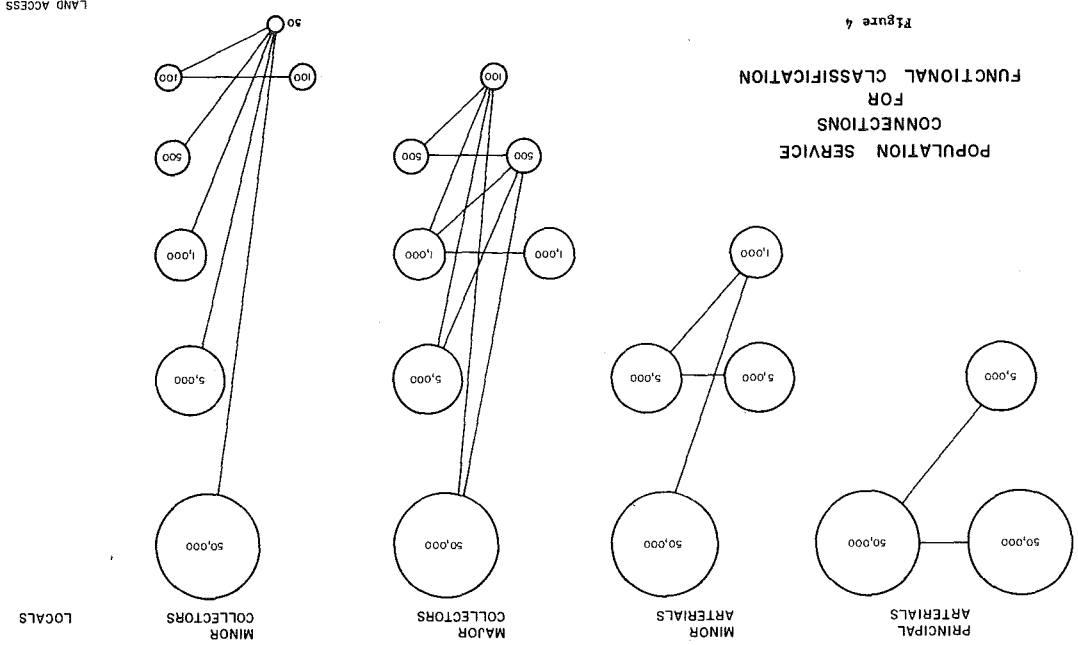 PRINCIPAL
ARTERIALS
50,000
50,000
5,000
MINOR
ARTERIALS
50,000
5,000
5,000
1,000
MAJOR
COLLECTORS
50,000
5,000
1,000
1,000
500
500
100
MINOR
COLLECTORS
50,000
5,000
1,000
500
100
100
50
LOCALS
LAND ACCESS
POPULATION SERVICE
CONNECTIONS
FOR
FUNCTIONAL CLASSIFICATION
Figure 4